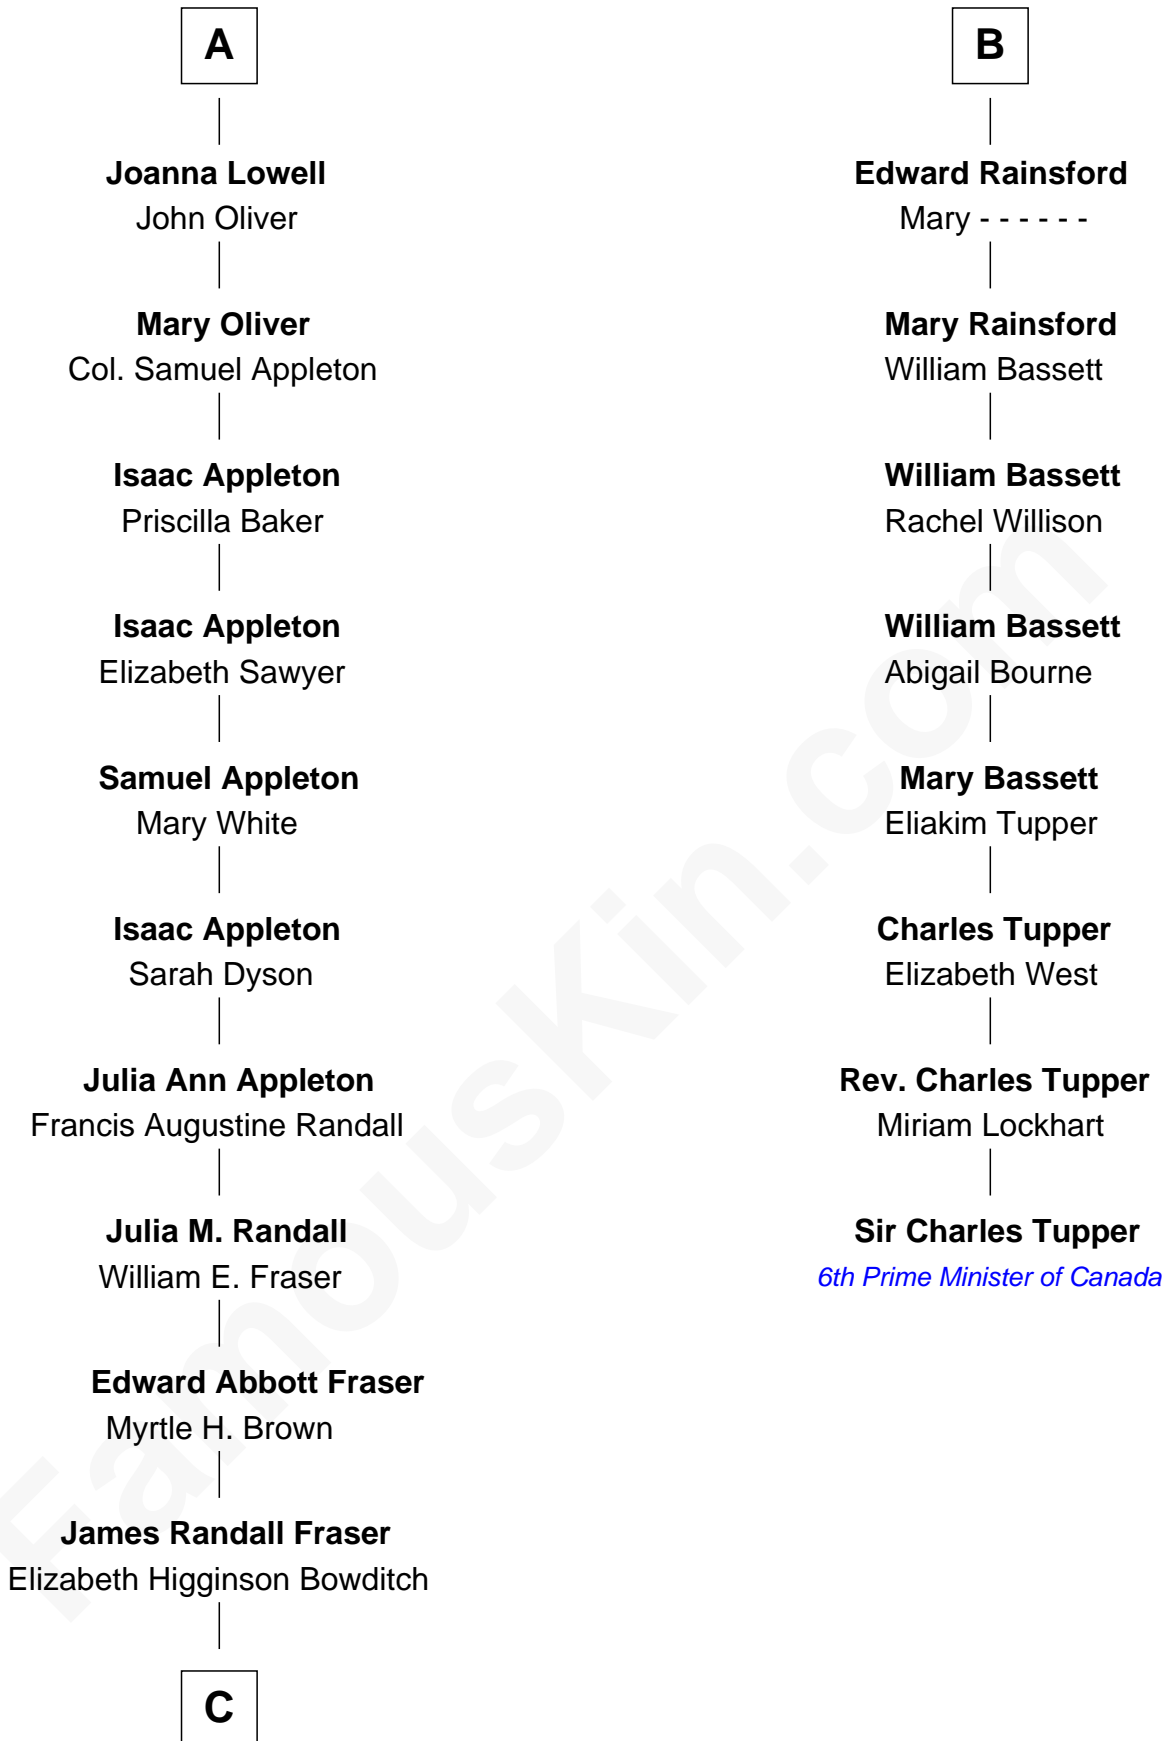 A
Joanna Lowell
John Oliver
Mary Oliver
Col. Samuel Appleton
Isaac Appleton
Priscilla Baker
Isaac Appleton
Elizabeth Sawyer
Samuel Appleton
Mary White
Isaac Appleton
Sarah Dyson
Julia Ann Appleton
Francis Augustine Randall
Julia M. Randall
William E. Fraser
Edward Abbott Fraser
Myrtle H. Brown
James Randall Fraser
Elizabeth Higginson Bowditch
C
B
Edward Rainsford
Mary - - - - - -
Mary Rainsford
William Bassett
William Bassett
Rachel Willison
William Bassett
Abigail Bourne
Mary Bassett
Eliakim Tupper
Charles Tupper
Elizabeth West
Rev. Charles Tupper
Miriam Lockhart
Sir Charles Tupper
6th Prime Minister of Canada
FamousKin.com